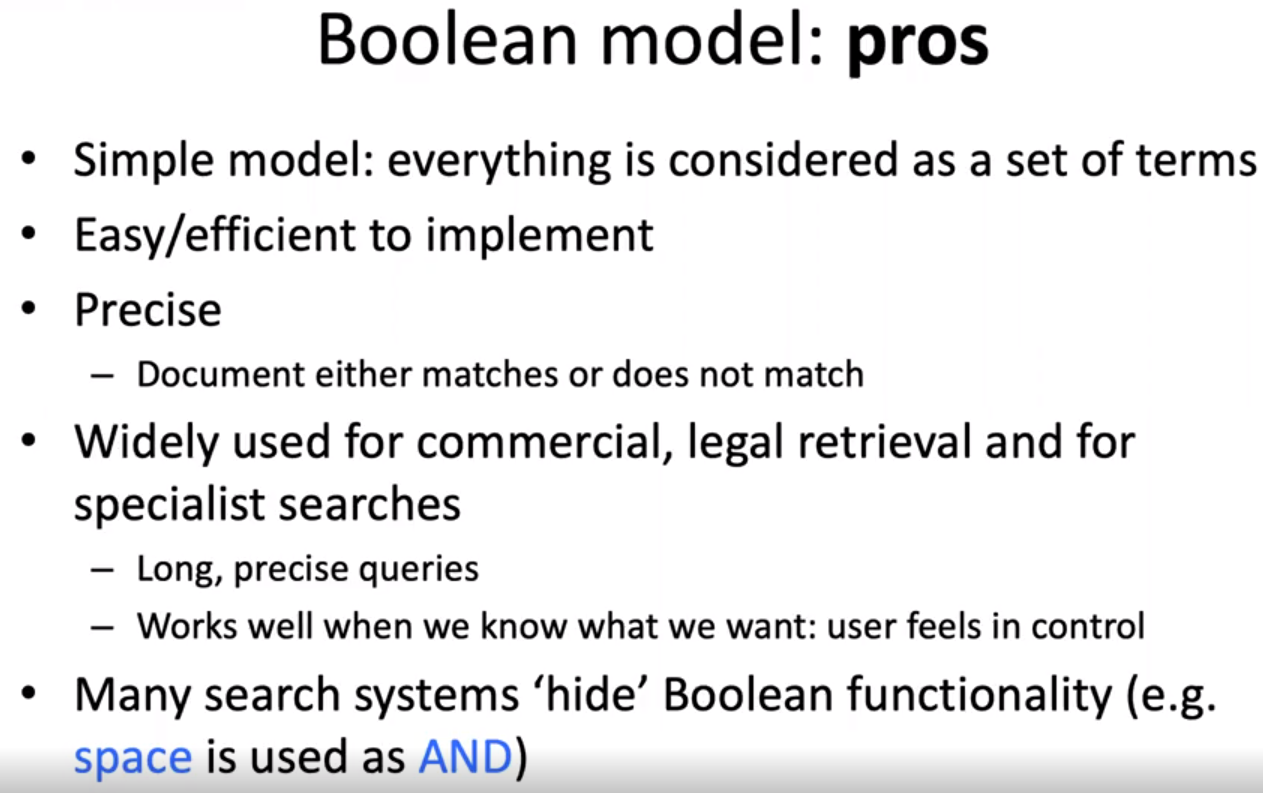 Boolean model: pros
• Simple model: everything is considered as a set of terms
• Easy/efficient to implement
• Precise
– Document either matches or does not match
• Widely used for commercial, legal retrieval and for
specialist searches
– Long, precise queries
– Works well when we know what we want: user feels in control
• Many search systems ‘hide’ Boolean functionality (e.g.
space is used as AND)